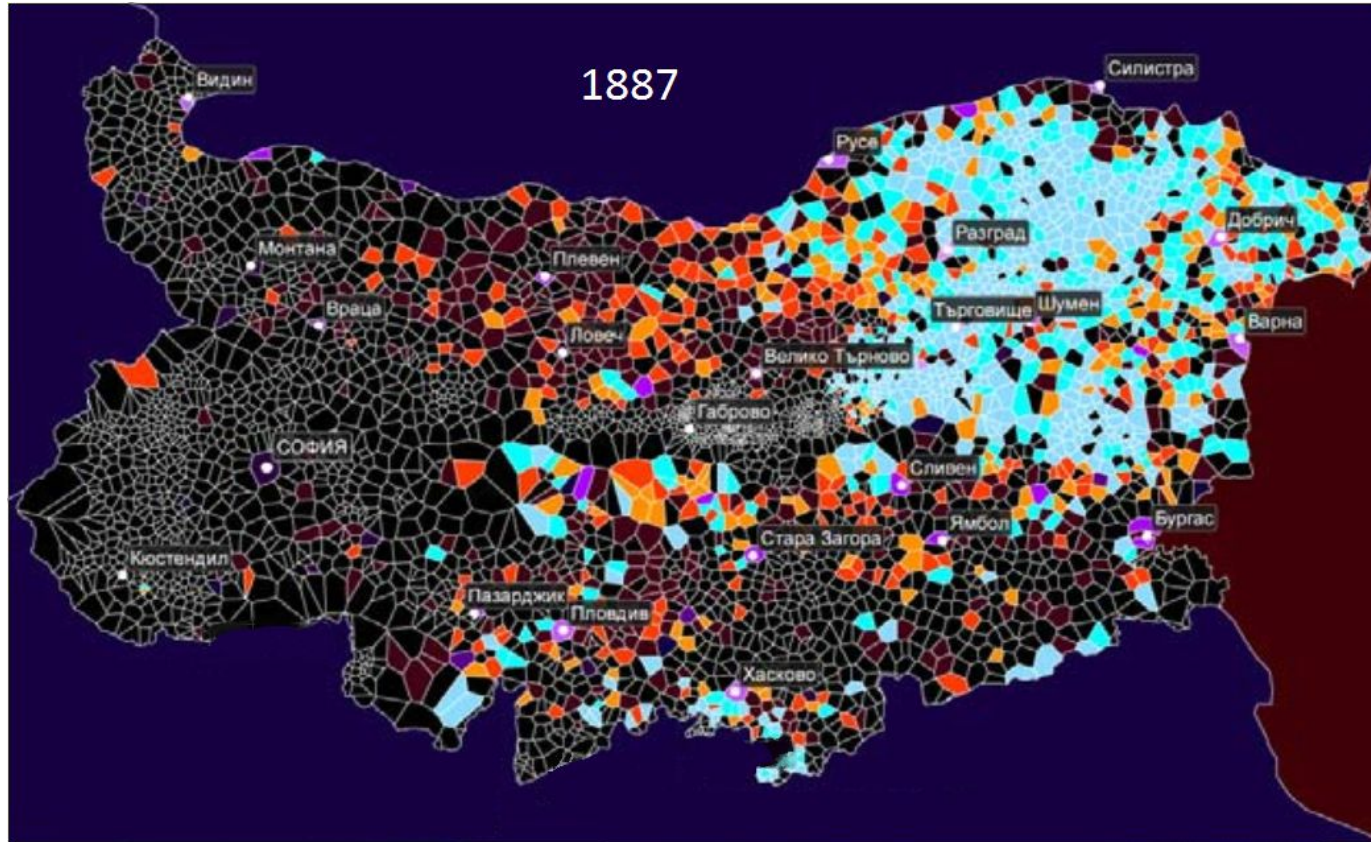 1887
Видин
Силистра
Русе
Монтана
Плевен
Разград
Добрич
Враца
Ловеч
Търговище
Шумен
Варна
Велико Търново
Габрово
СОФИЯ
Сливен
Стара Загора
Ямбол
Бургас
Кюстендил
Пазарджик
Пловдив
Хасково